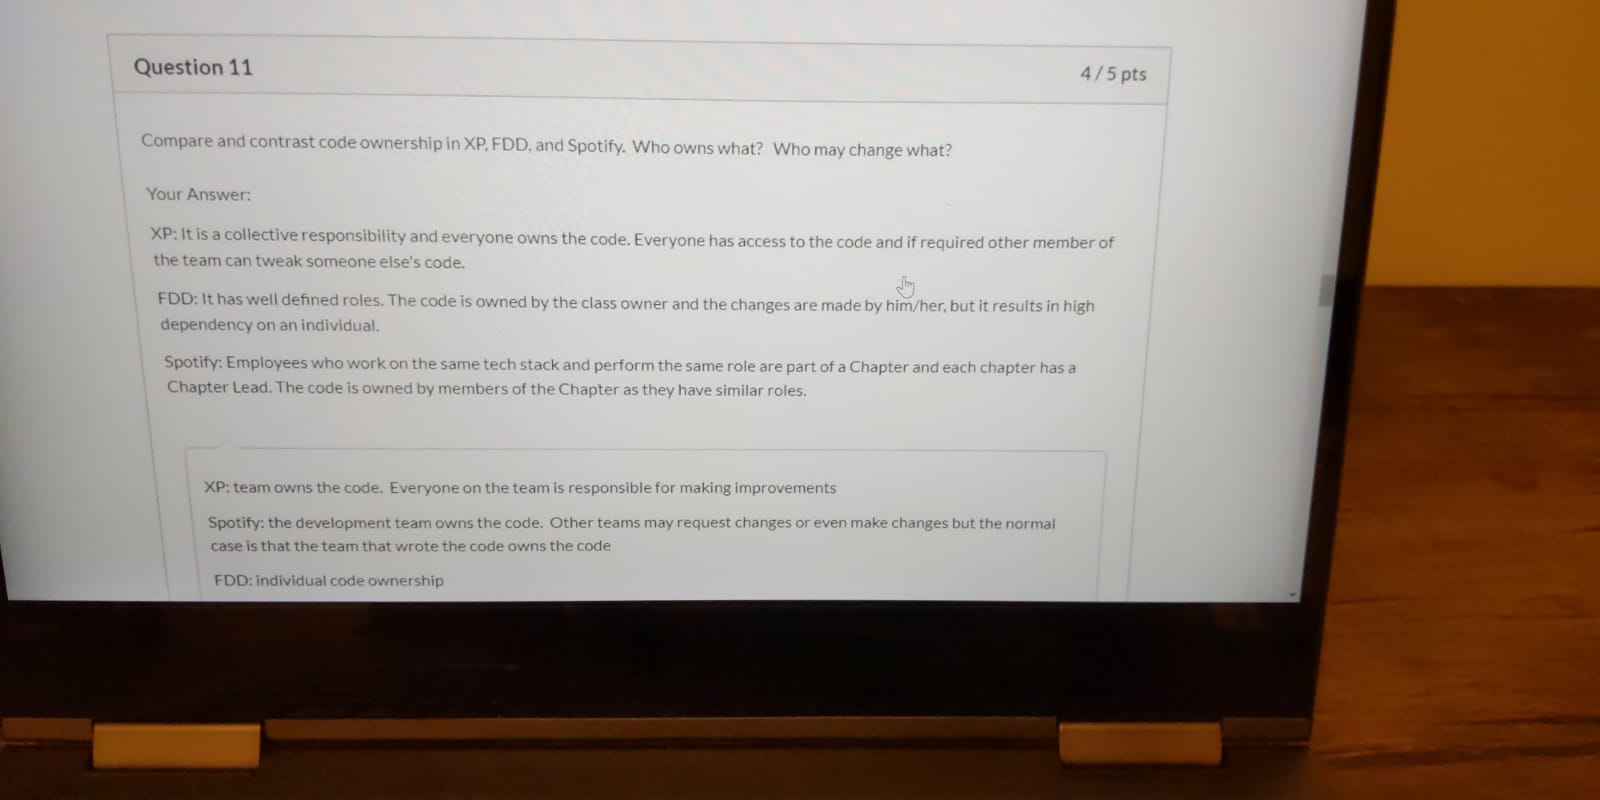 Question 11
4 / 5 pts
Compare and contrast code ownership in XP, FDD, and Spotify. Who owns what? Who may change what?
Your Answer:
XP: It is a collective responsibility and everyone owns the code. Everyone has access to the code and if required other member of
the team can tweak someone else's code.
FDD: It has well defined roles. The code is owned by the class owner and the changes are made by him/her, but it results in high
dependency on an individual.
Spotify: Employees who work on the same tech stack and perform the same role are part of a Chapter and each chapter has a
Chapter Lead. The code is owned by members of the Chapter as they have similar roles.
XP: team owns the code. Everyone on the team is responsible for making improvements
Spotify: the development team owns the code. Other teams may request changes or even make changes but the normal
case is that the team that wrote the code owns the code
FDD: individual code ownership